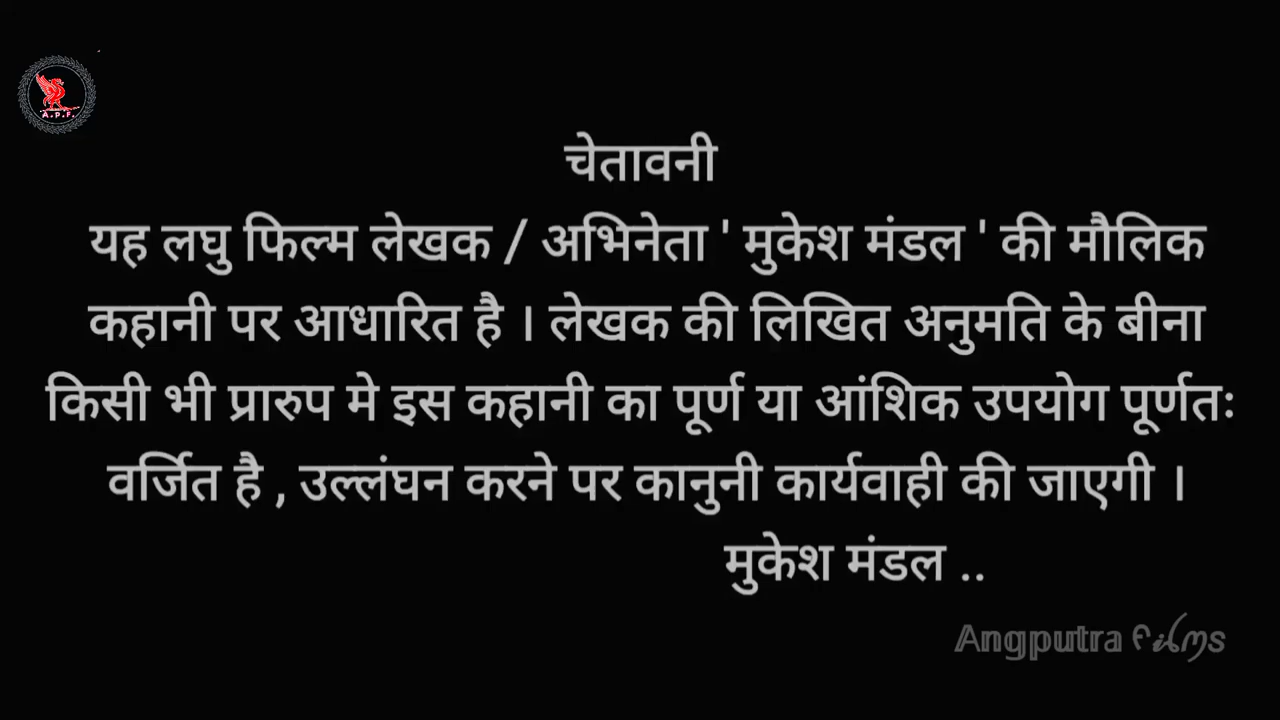 A.P.F.
चेतावनी
यह लघु फिल्म लेखक / अभिनेता ' मुकेश मंडल ' की मौलिक
कहानी पर आधारित है । लेखक की लिखित अनुमति के बीना
किसी भी प्रारुप मे इस कहानी का पूर्ण या आंशिक उपयोग पूर्णतः
वर्जित है , उल्लंघन करने पर कानुनी कार्यवाही की जाएगी ।
मुकेश मंडल ..
Angputra Films